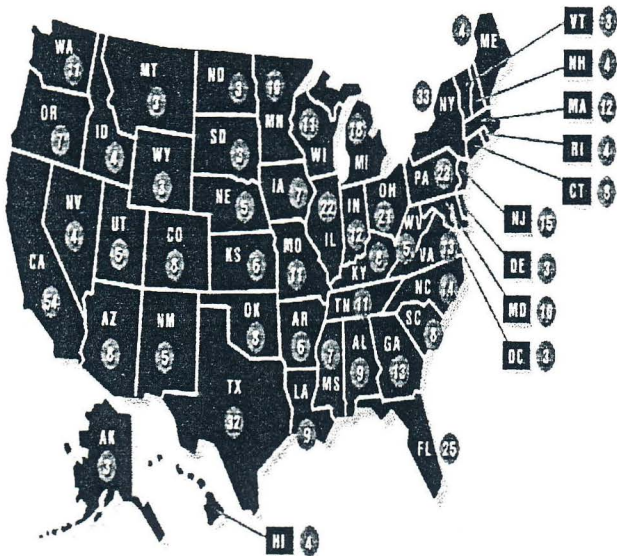 VT 3
4
ME
WA
11
MT
3
ND
3
10
MN
NH 4
33
NY
MA 12
OR
7
ID
4
SD
3
11
WI
18
MI
RI 4
WY
3
PA
CT 8
NE
5
IA
7
OH
21
NJ 15
NV
4
UT
5
CO
8
22
IL
IN
12
WV
5
DE 3
CA
54
KS
6
MO
11
KY
8
VA
13
MD 10
TN 11
NC
14
DC 3
AZ
8
NM
5
OK
8
AR
6
SC
8
7
MS
AL
9
GA
13
TX
32
LA
9
AK
3
FL 25
HI 4